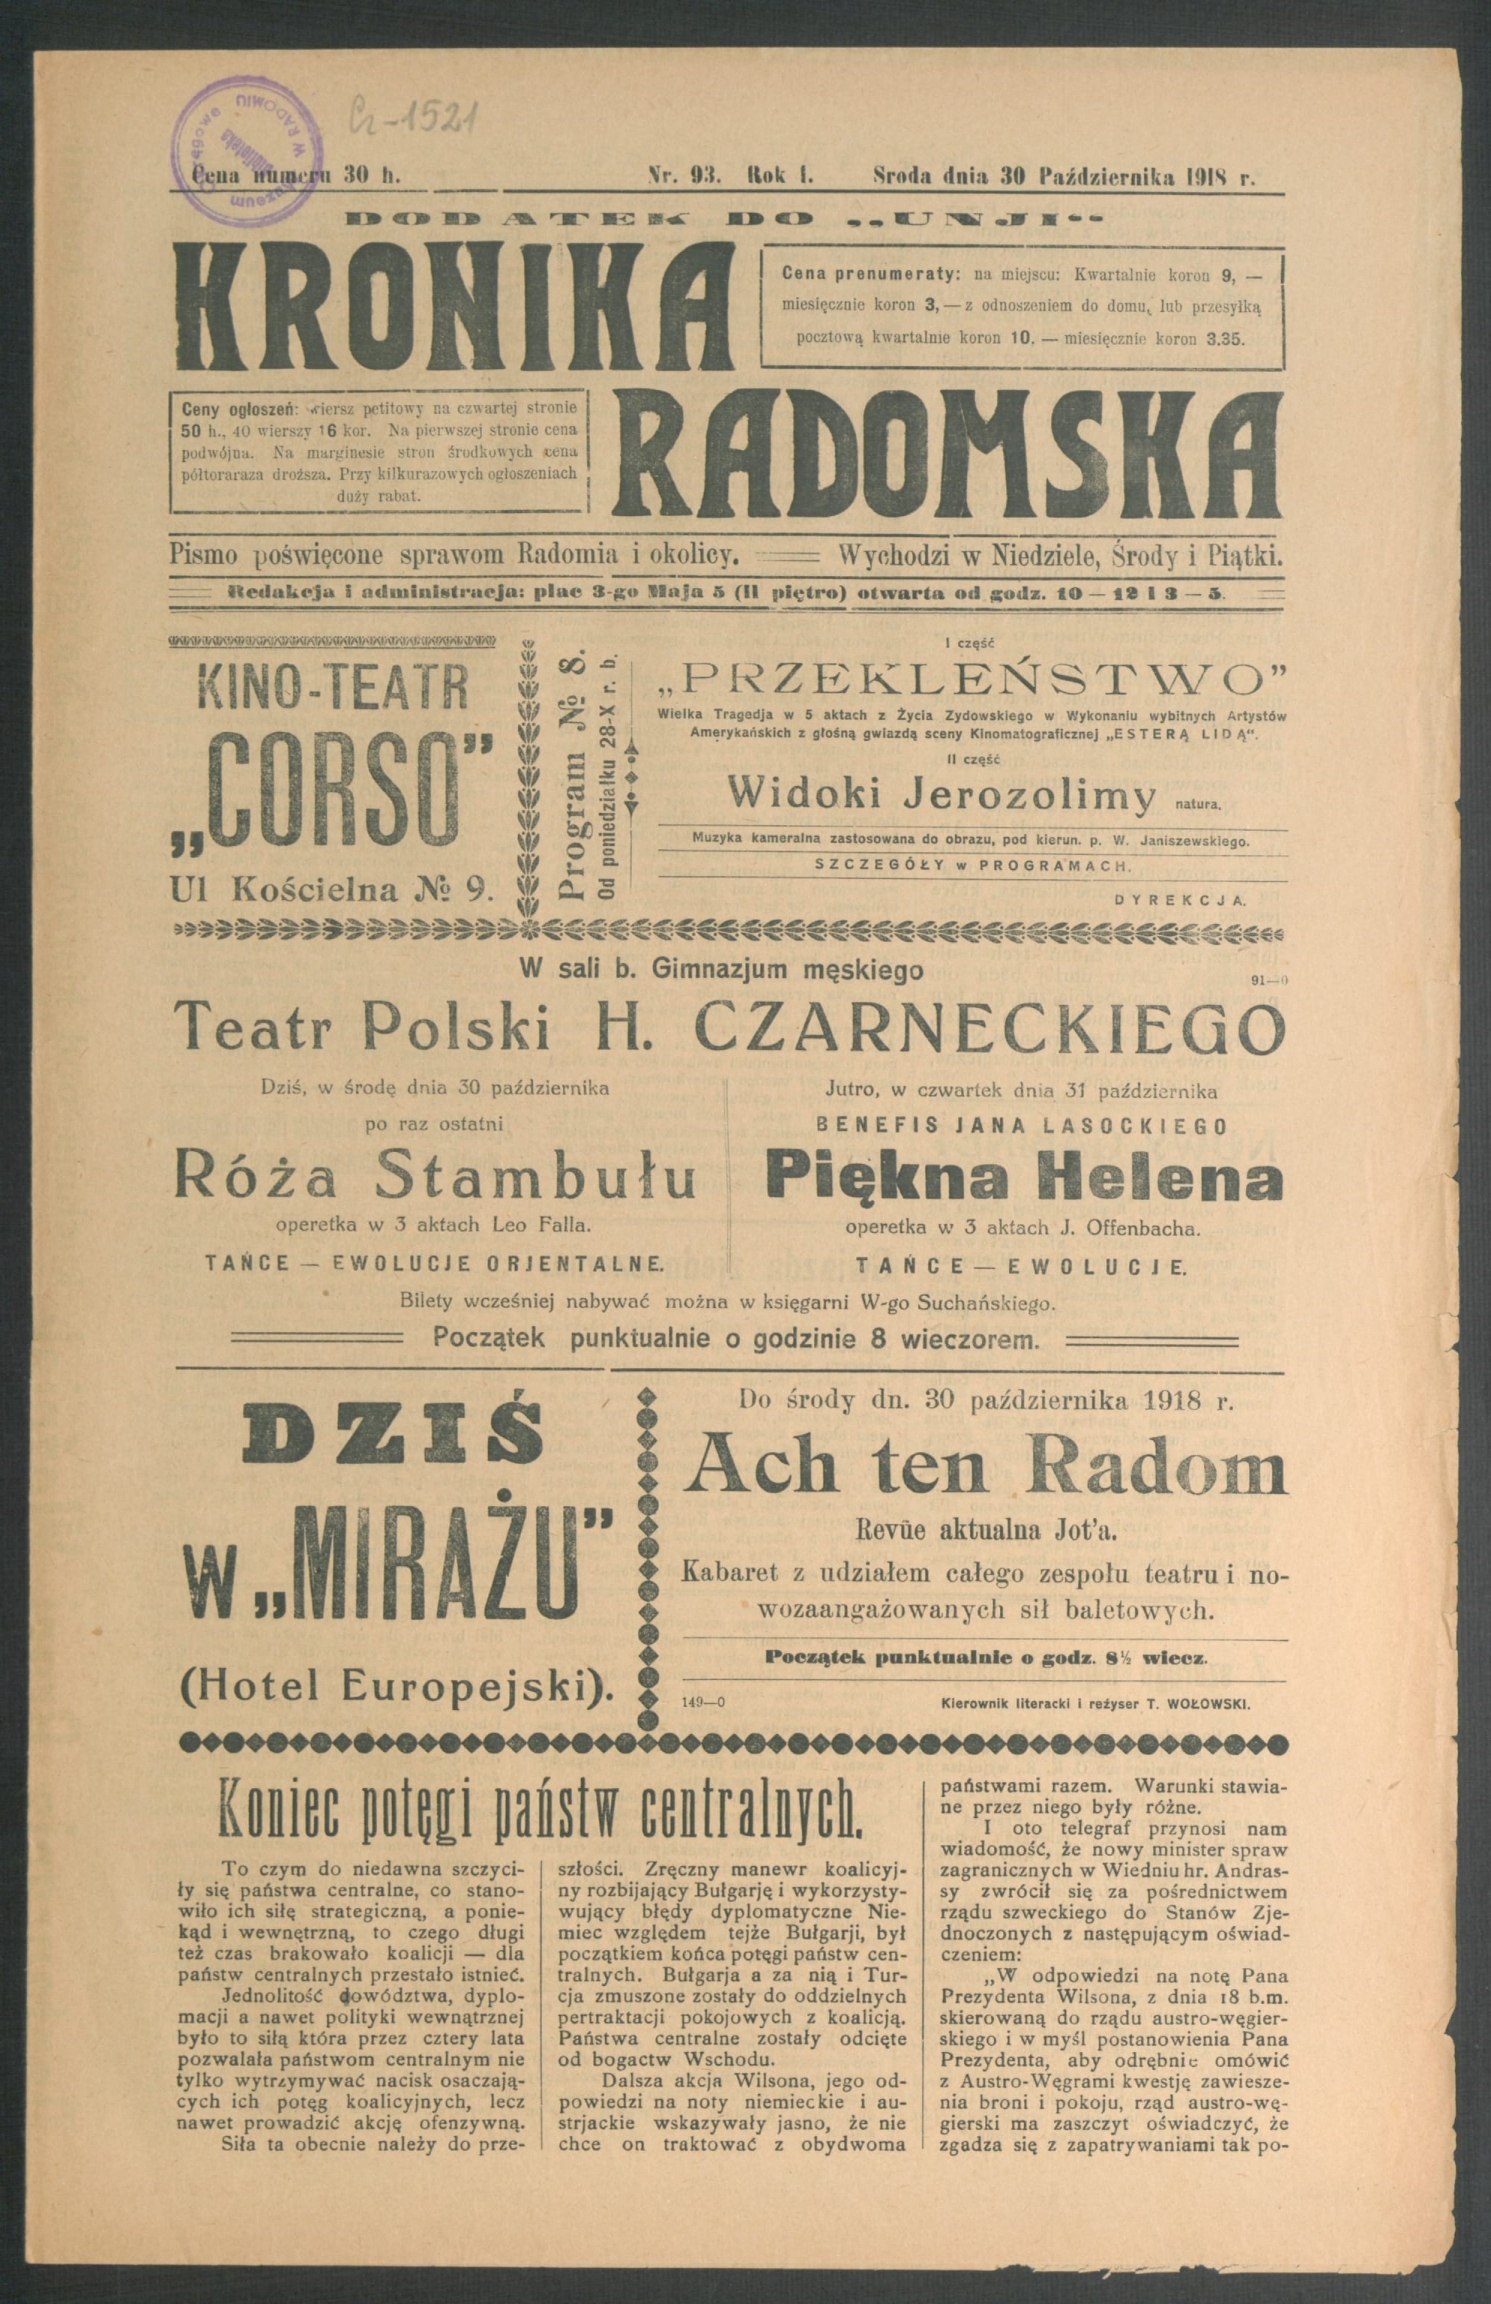 Cz-1521
Muzeum Okręgowe w RADOMIU
Biblioteka
Cena numeru 30 h.
Nr. 93. Rok I. Sroda dnia 30 Października 1918 r.
DODATEK DO „UNJI"
KRONIKA
Cena prenumeraty: na miejscu: Kwartalnie koron 9, —
miesięcznie koron 3, — z odnoszeniem do domu, lub przesyłką
pocztową kwartalnie koron 10. — miesięcznie koron 3.35.
Ceny ogłoszeń: wiersz petitowy na czwartej stronie
50 h., 40 wierszy 16 kor. Na pierwszej stronie cena
podwójna. Na marginesie stron środkowych cena
półtoraraza droższa. Przy kilkurazowych ogłoszeniach
duży rabat.
RADOMSKA
Pismo poświęcone sprawom Radomia i okolicy. Wychodzi w Niedziele, Środy i Piątki.
Redakcja i administracja: plac 3-go Maja 5 (II piętro) otwarta od godz. 10 — 12 i 3 — 5.
KINO-TEATR
„CORSO"
Ul Kościelna № 9.
Program № 8.
Od poniedziałku 28-X r. b.
I część
„PRZEKLEŃSTWO"
Wielka Tragedja w 5 aktach z Życia Zydowskiego w Wykonaniu wybitnych Artystów
Amerykańskich z głośną gwiazdą sceny Kinomatograficznej „ESTERĄ LIDĄ".
II część
Widoki Jerozolimy natura.
Muzyka kameralna zastosowana do obrazu, pod kierun. p. W. Janiszewskiego.
SZCZEGÓŁY w PROGRAMACH.
DYREKCJA.
W sali b. Gimnazjum męskiego
91—0
Teatr Polski H. CZARNECKIEGO
Dziś, w środę dnia 30 października
po raz ostatni
Róża Stambułu
operetka w 3 aktach Leo Falla.
TAŃCE — EWOLUCJE ORJENTALNE.
Jutro, w czwartek dnia 31 października
BENEFIS JANA LASOCKIEGO
Piękna Helena
operetka w 3 aktach J. Offenbacha.
TAŃCE — EWOLUCJE.
Bilety wcześniej nabywać można w księgarni W-go Suchańskiego.
Początek punktualnie o godzinie 8 wieczorem.
DZIŚ
w „MIRAŻU"
(Hotel Europejski).
Do środy dn. 30 października 1918 r.
Ach ten Radom
Revüe aktualna Jot'a.
Kabaret z udziałem całego zespołu teatru i no-
wozaangażowanych sił baletowych.
Początek punktualnie o godz. 8½ wiecz.
149—0
Kierownik literacki i reżyser T. WOŁOWSKI.
Koniec potęgi państw centralnych.
To czym do niedawna szczyci-
ły się państwa centralne, co stano-
wiło ich siłę strategiczną, a ponie-
kąd i wewnętrzną, to czego długi
też czas brakowało koalicji — dla
państw centralnych przestało istnieć.
Jednolitość dowództwa, dyplo-
macji a nawet polityki wewnątrznej
było to siłą która przez cztery lata
pozwalała państwom centralnym nie
tylko wytrzymywać nacisk osaczają-
cych ich potęg koalicyjnych, lecz
nawet prowadzić akcję ofenzywną.
Siła ta obecnie należy do prze-
szłości. Zręczny manewr koalicyj-
ny rozbijający Bułgarję i wykorzysty-
wujący błędy dyplomatyczne Nie-
miec względem tejże Bułgarji, był
początkiem końca potęgi państw cen-
tralnych. Bułgarja a za nią i Tur-
cja zmuszone zostały do oddzielnych
pertraktacji pokojowych z koalicją.
Państwa centralne zostały odcięte
od bogactw Wschodu.
Dalsza akcja Wilsona, jego od-
powiedzi na noty niemieckie i au-
strjackie wskazywały jasno, że nie
chce on traktować z obydwoma
państwami razem. Warunki stawia-
ne przez niego były różne.
I oto telegraf przynosi nam
wiadomość, że nowy minister spraw
zagranicznych w Wiedniu hr. Andras-
sy zwrócił się za pośrednictwem
rządu szweckiego do Stanów Zje-
dnoczonych z następującym oświad-
czeniem:
„W odpowiedzi na notę Pana
Prezydenta Wilsona, z dnia 18 b.m.
skierowaną do rządu austro-węgier-
skiego i w myśl postanowienia Pana
Prezydenta, aby odrębnie omówić
z Austro-Węgrami kwestję zawiesze-
nia broni i pokoju, rząd austro-wę-
gierski ma zaszczyt oświadczyć, że
zgadza się z zapatrywaniami tak po-